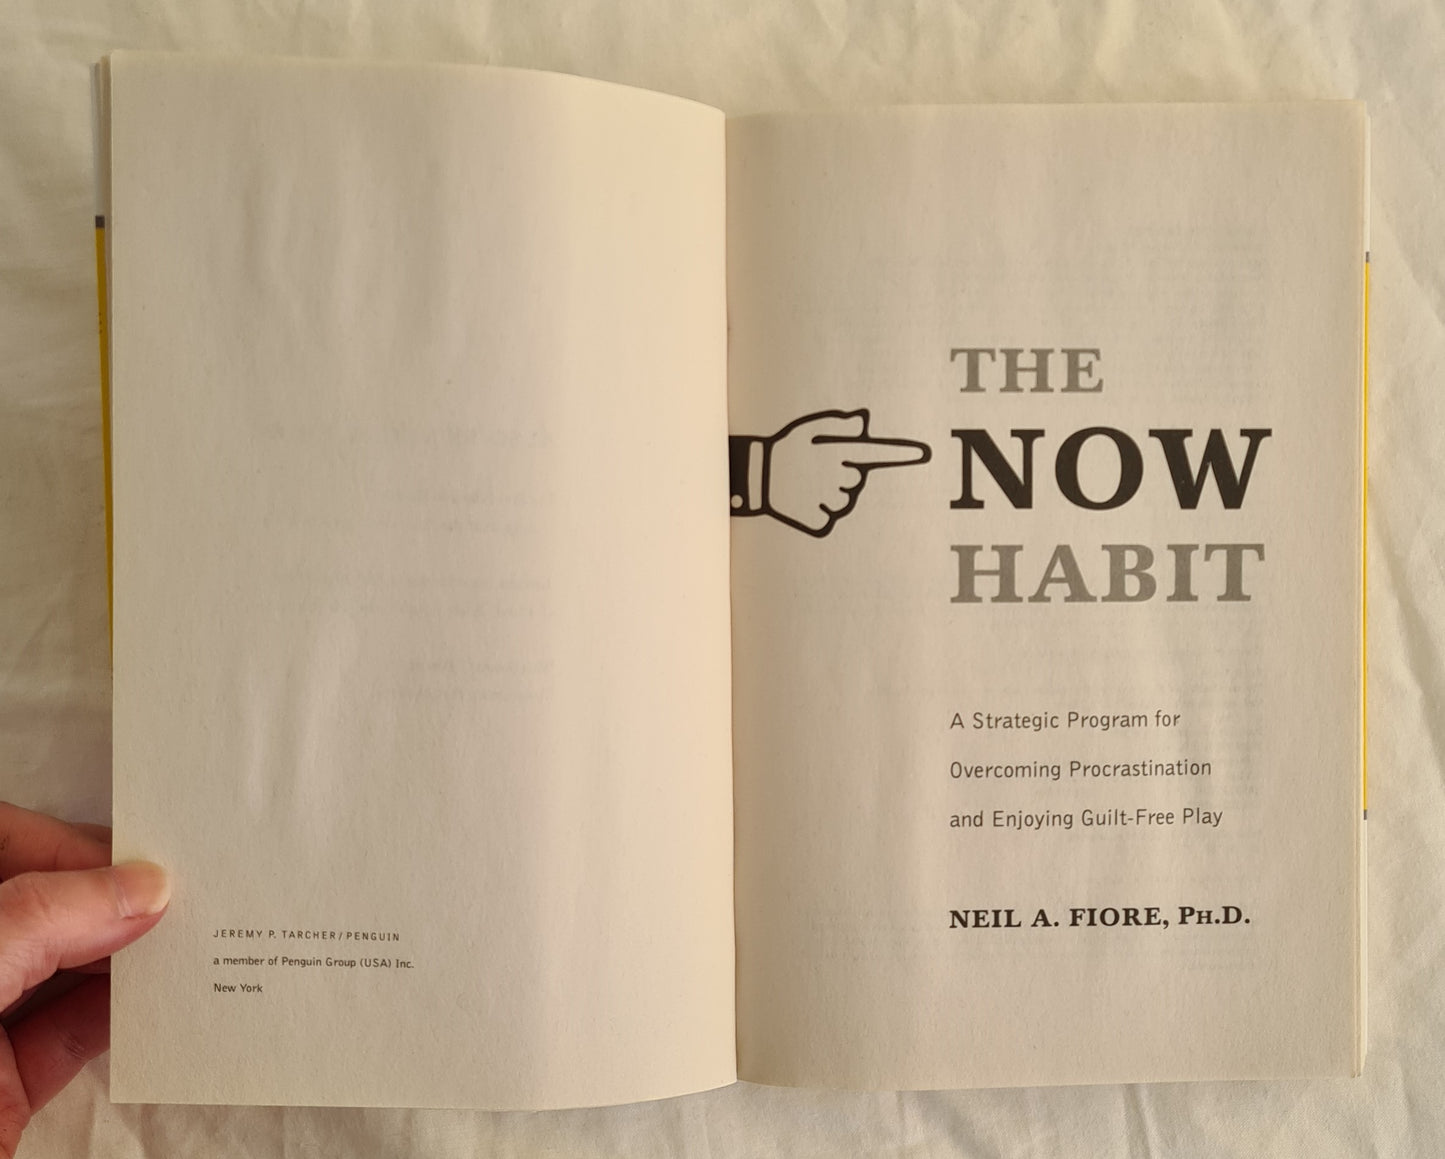 JEREMY P. TARCHER/PENGUIN
a member of Penguin Group (USA) Inc.
New York
THE
NOW
HABIT
A Strategic Program for
Overcoming Procrastination
and Enjoying Guilt-Free Play
NEIL A. FIORE, PH.D.